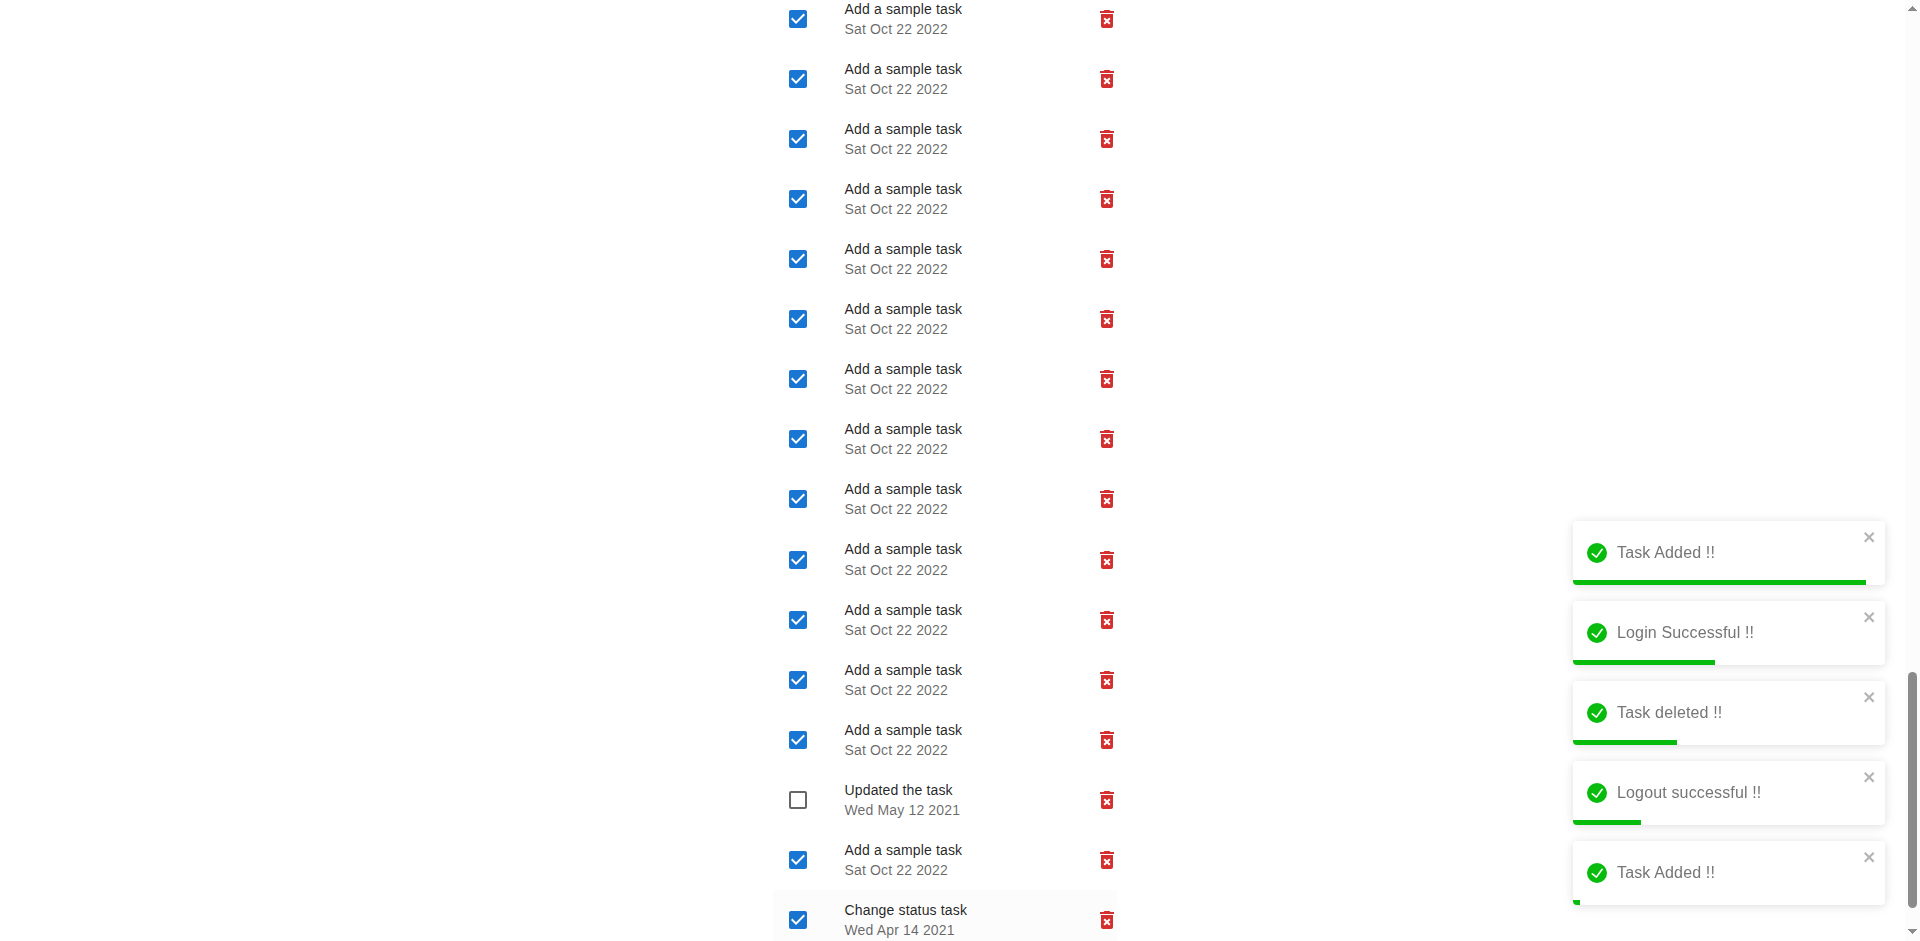 Add a sample task
Sat Oct 22 2022
Add a sample task
Sat Oct 22 2022
Add a sample task
Sat Oct 22 2022
Add a sample task
Sat Oct 22 2022
Add a sample task
Sat Oct 22 2022
Add a sample task
Sat Oct 22 2022
Add a sample task
Sat Oct 22 2022
Add a sample task
Sat Oct 22 2022
Add a sample task
Sat Oct 22 2022
Add a sample task
Sat Oct 22 2022
Add a sample task
Sat Oct 22 2022
Add a sample task
Sat Oct 22 2022
Add a sample task
Sat Oct 22 2022
Updated the task
Wed May 12 2021
Add a sample task
Sat Oct 22 2022
Change status task
Wed Apr 14 2021
Task Added !!
Login Successful !!
Task deleted !!
Logout successful !!
Task Added !!